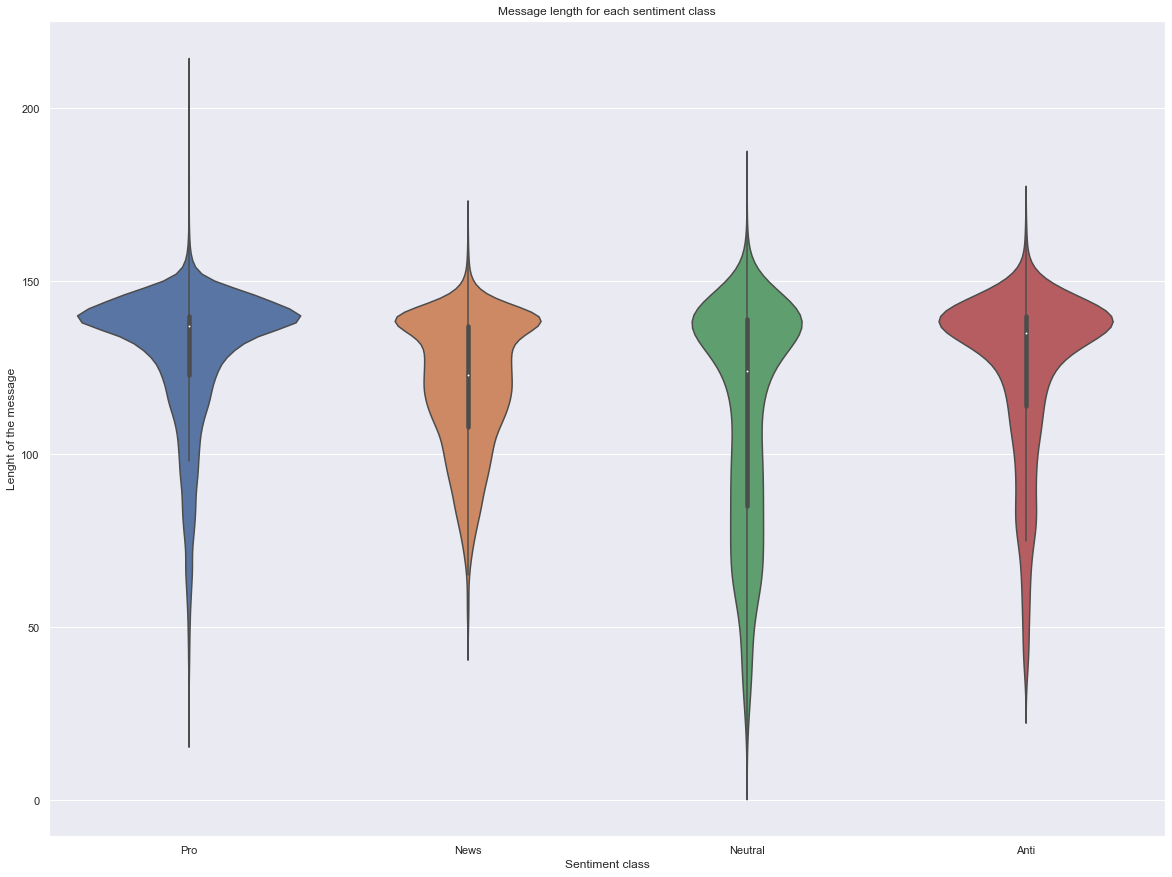 Message length for each sentiment class
Lenght of the message
200
150
100
50
0
Pro
News
Neutral
Anti
Sentiment class